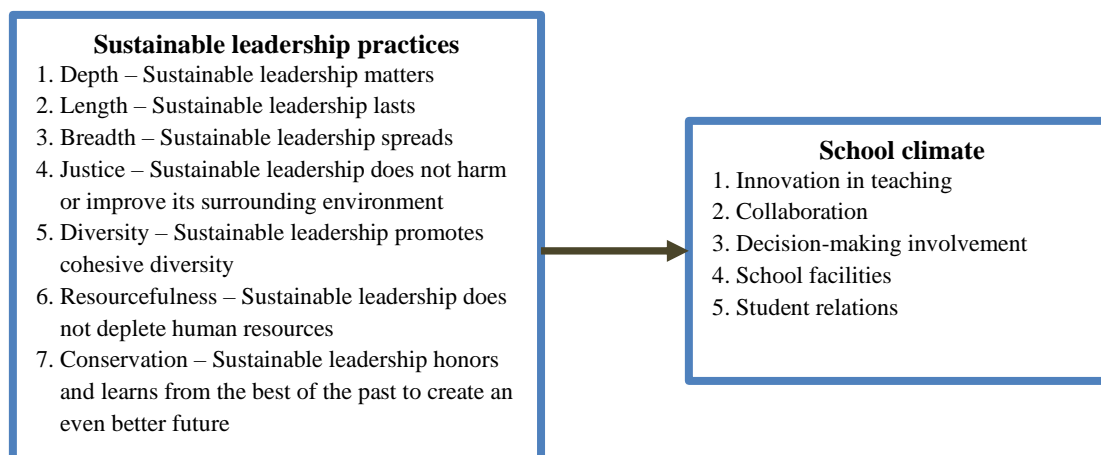 Sustainable leadership practices
1. Depth – Sustainable leadership matters
2. Length – Sustainable leadership lasts
3. Breadth – Sustainable leadership spreads
4. Justice – Sustainable leadership does not harm
or improve its surrounding environment
5. Diversity – Sustainable leadership promotes
cohesive diversity
6. Resourcefulness – Sustainable leadership does
not deplete human resources
7. Conservation – Sustainable leadership honors
and learns from the best of the past to create an
even better future
School climate
1. Innovation in teaching
2. Collaboration
3. Decision-making involvement
4. School facilities
5. Student relations